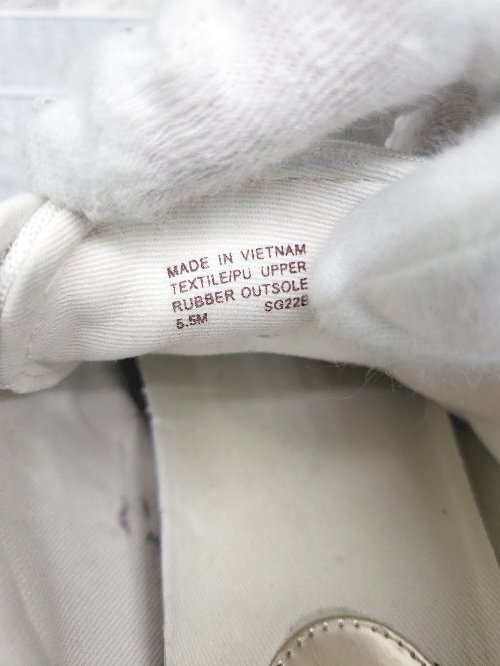 MADE IN VIETNAM
TEXTILE/PU UPPER
RUBBER OUTSOLE
5.5M SG22E